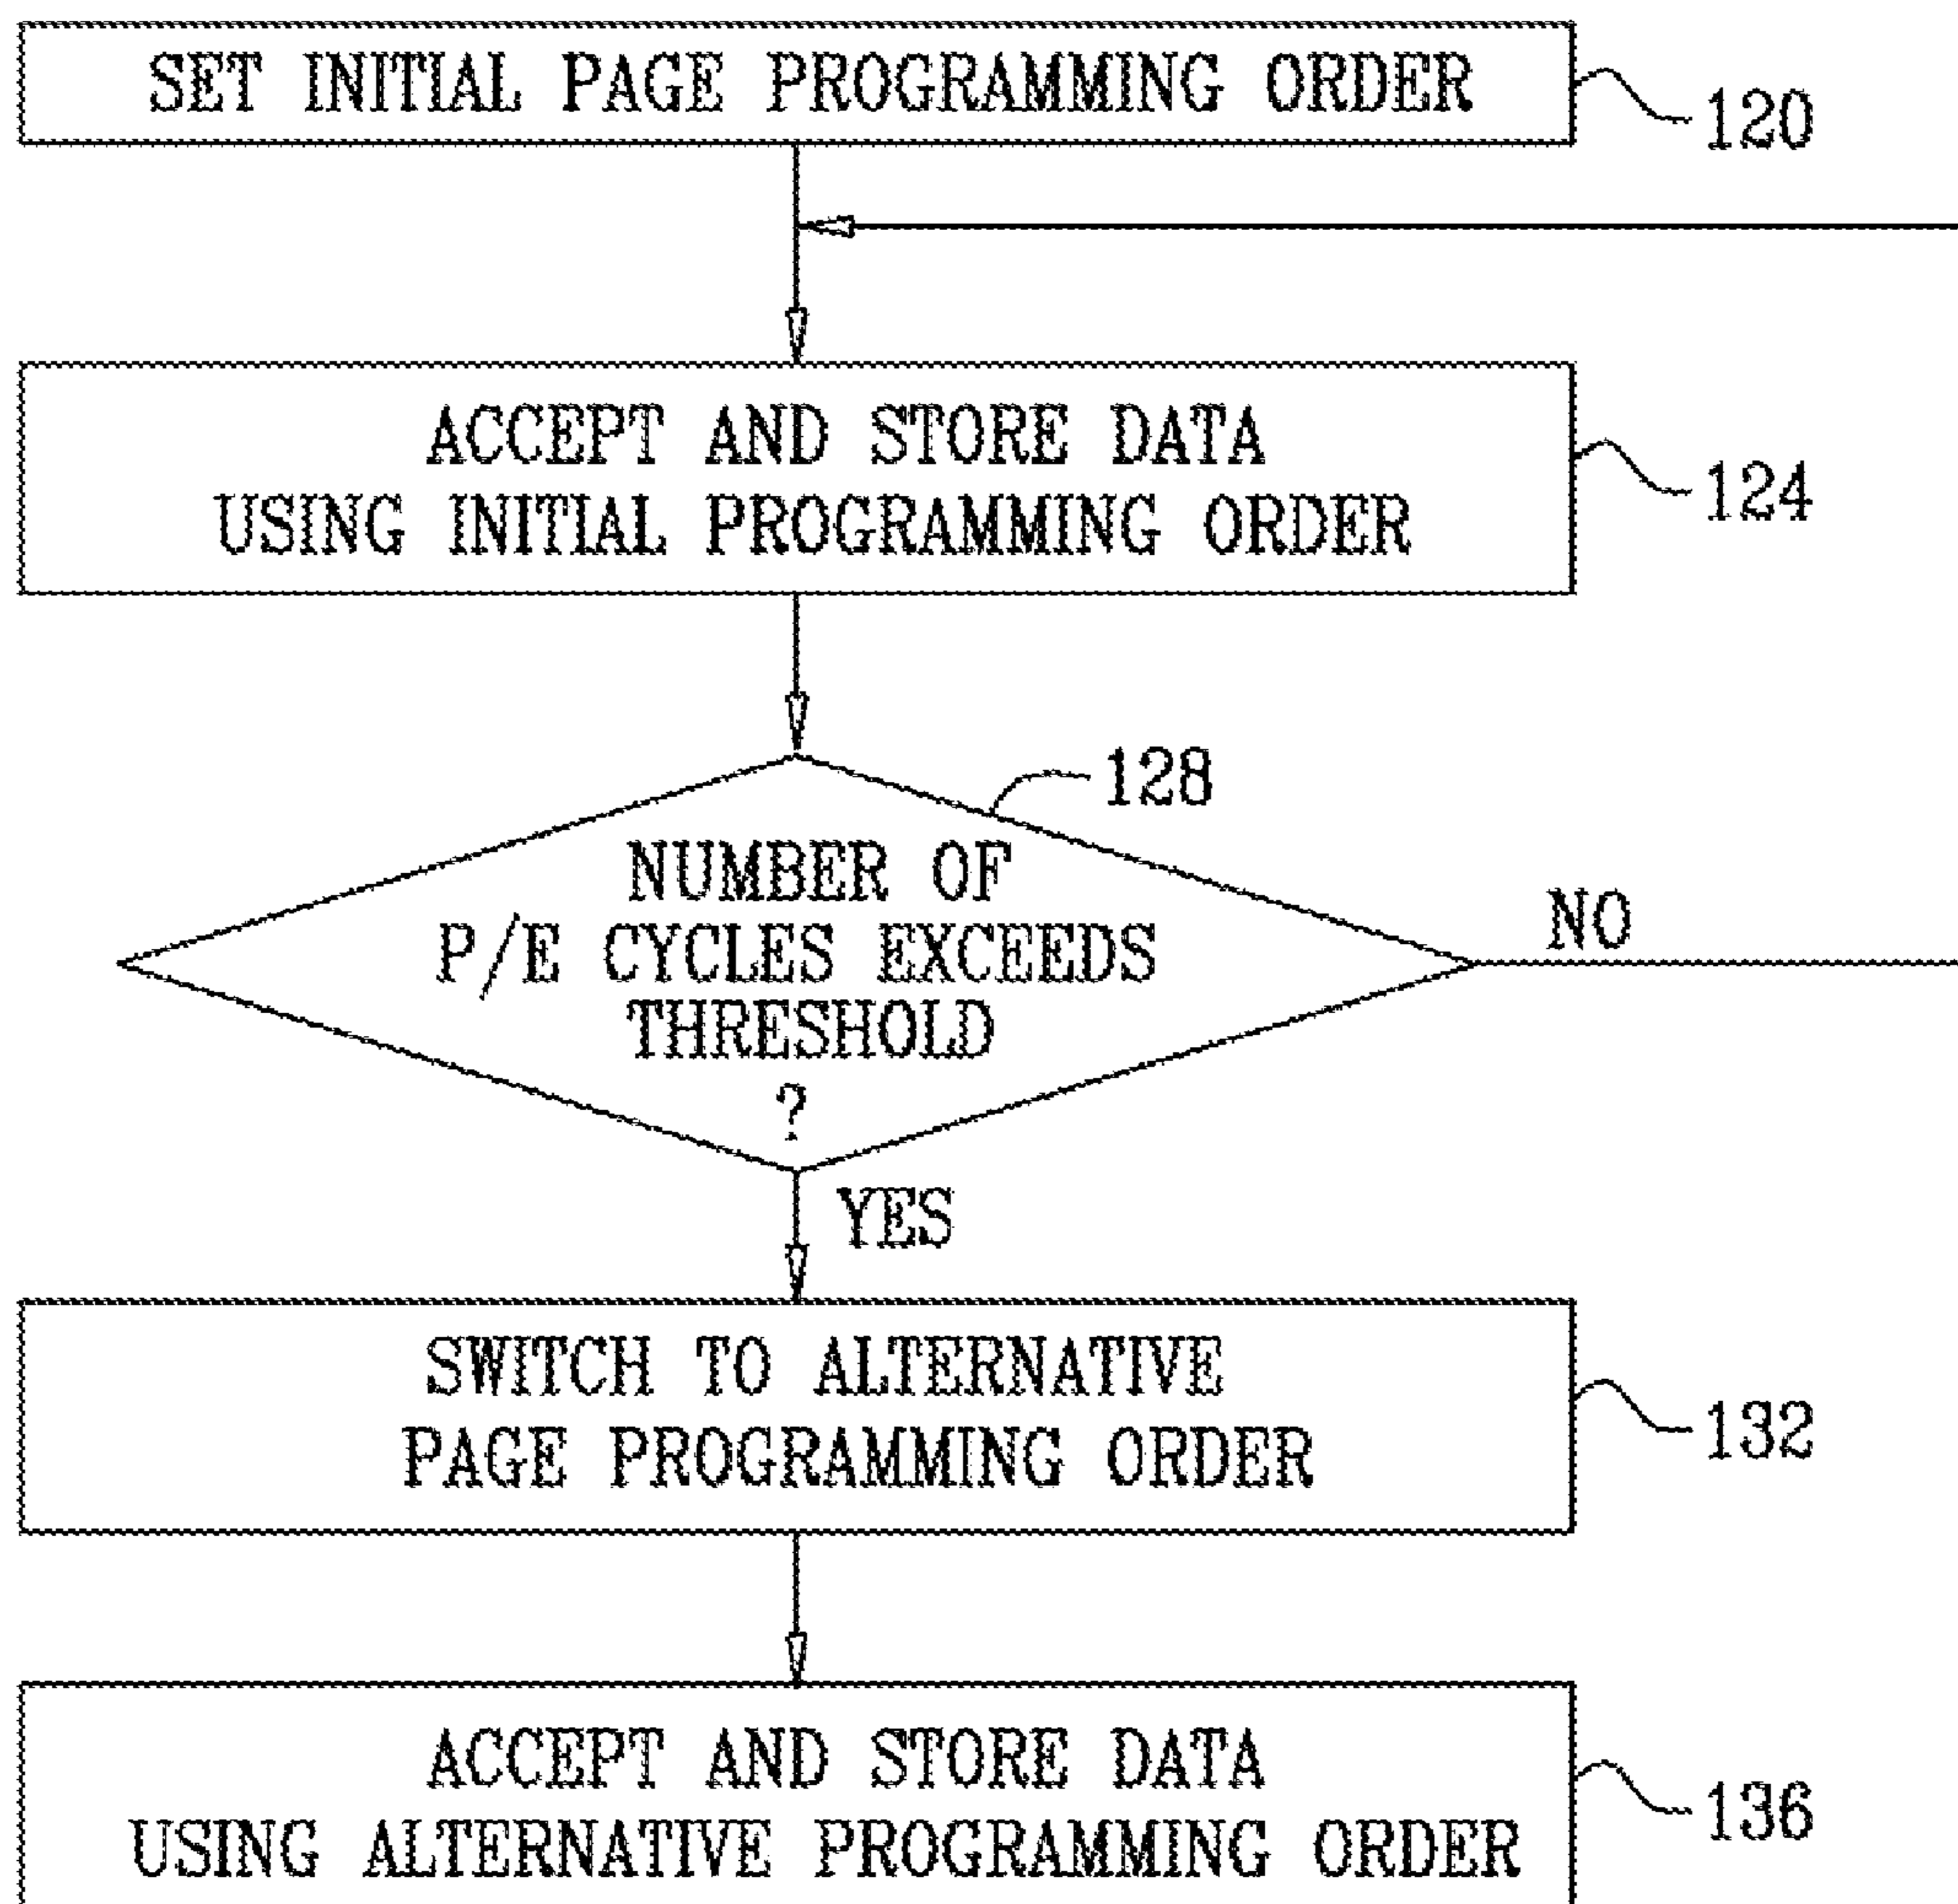 SET INITIAL PAGE PROGRAMMING ORDER
120
ACCEPT AND STORE DATA
USING INITIAL PROGRAMMING ORDER
124
128
NUMBER OF
P/E CYCLES EXCEEDS
THRESHOLD
?
NO
YES
SWITCH TO ALTERNATIVE
PAGE PROGRAMMING ORDER
132
ACCEPT AND STORE DATA
USING ALTERNATIVE PROGRAMMING ORDER
136